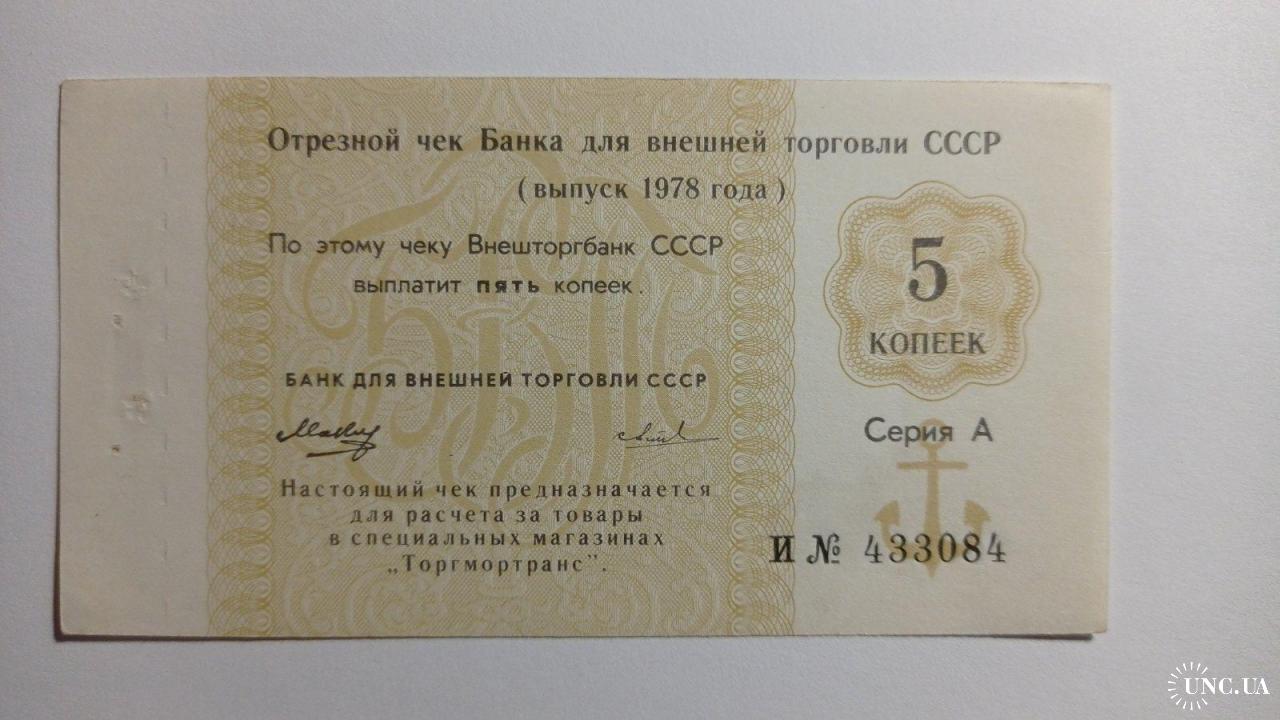 Отрезной чек Банка для внешней торговли СССР
( выпуск 1978 года )
По этому чеку Внешторгбанк СССР
выплатит пять копеек.
5
КОПЕЕК
БАНК ДЛЯ ВНЕШНЕЙ ТОРГОВЛИ СССР
Серия А
Настоящий чек предназначается
для расчета за товары
в специальных магазинах
„Торгмортранс".
И № 433084
UNC.UA